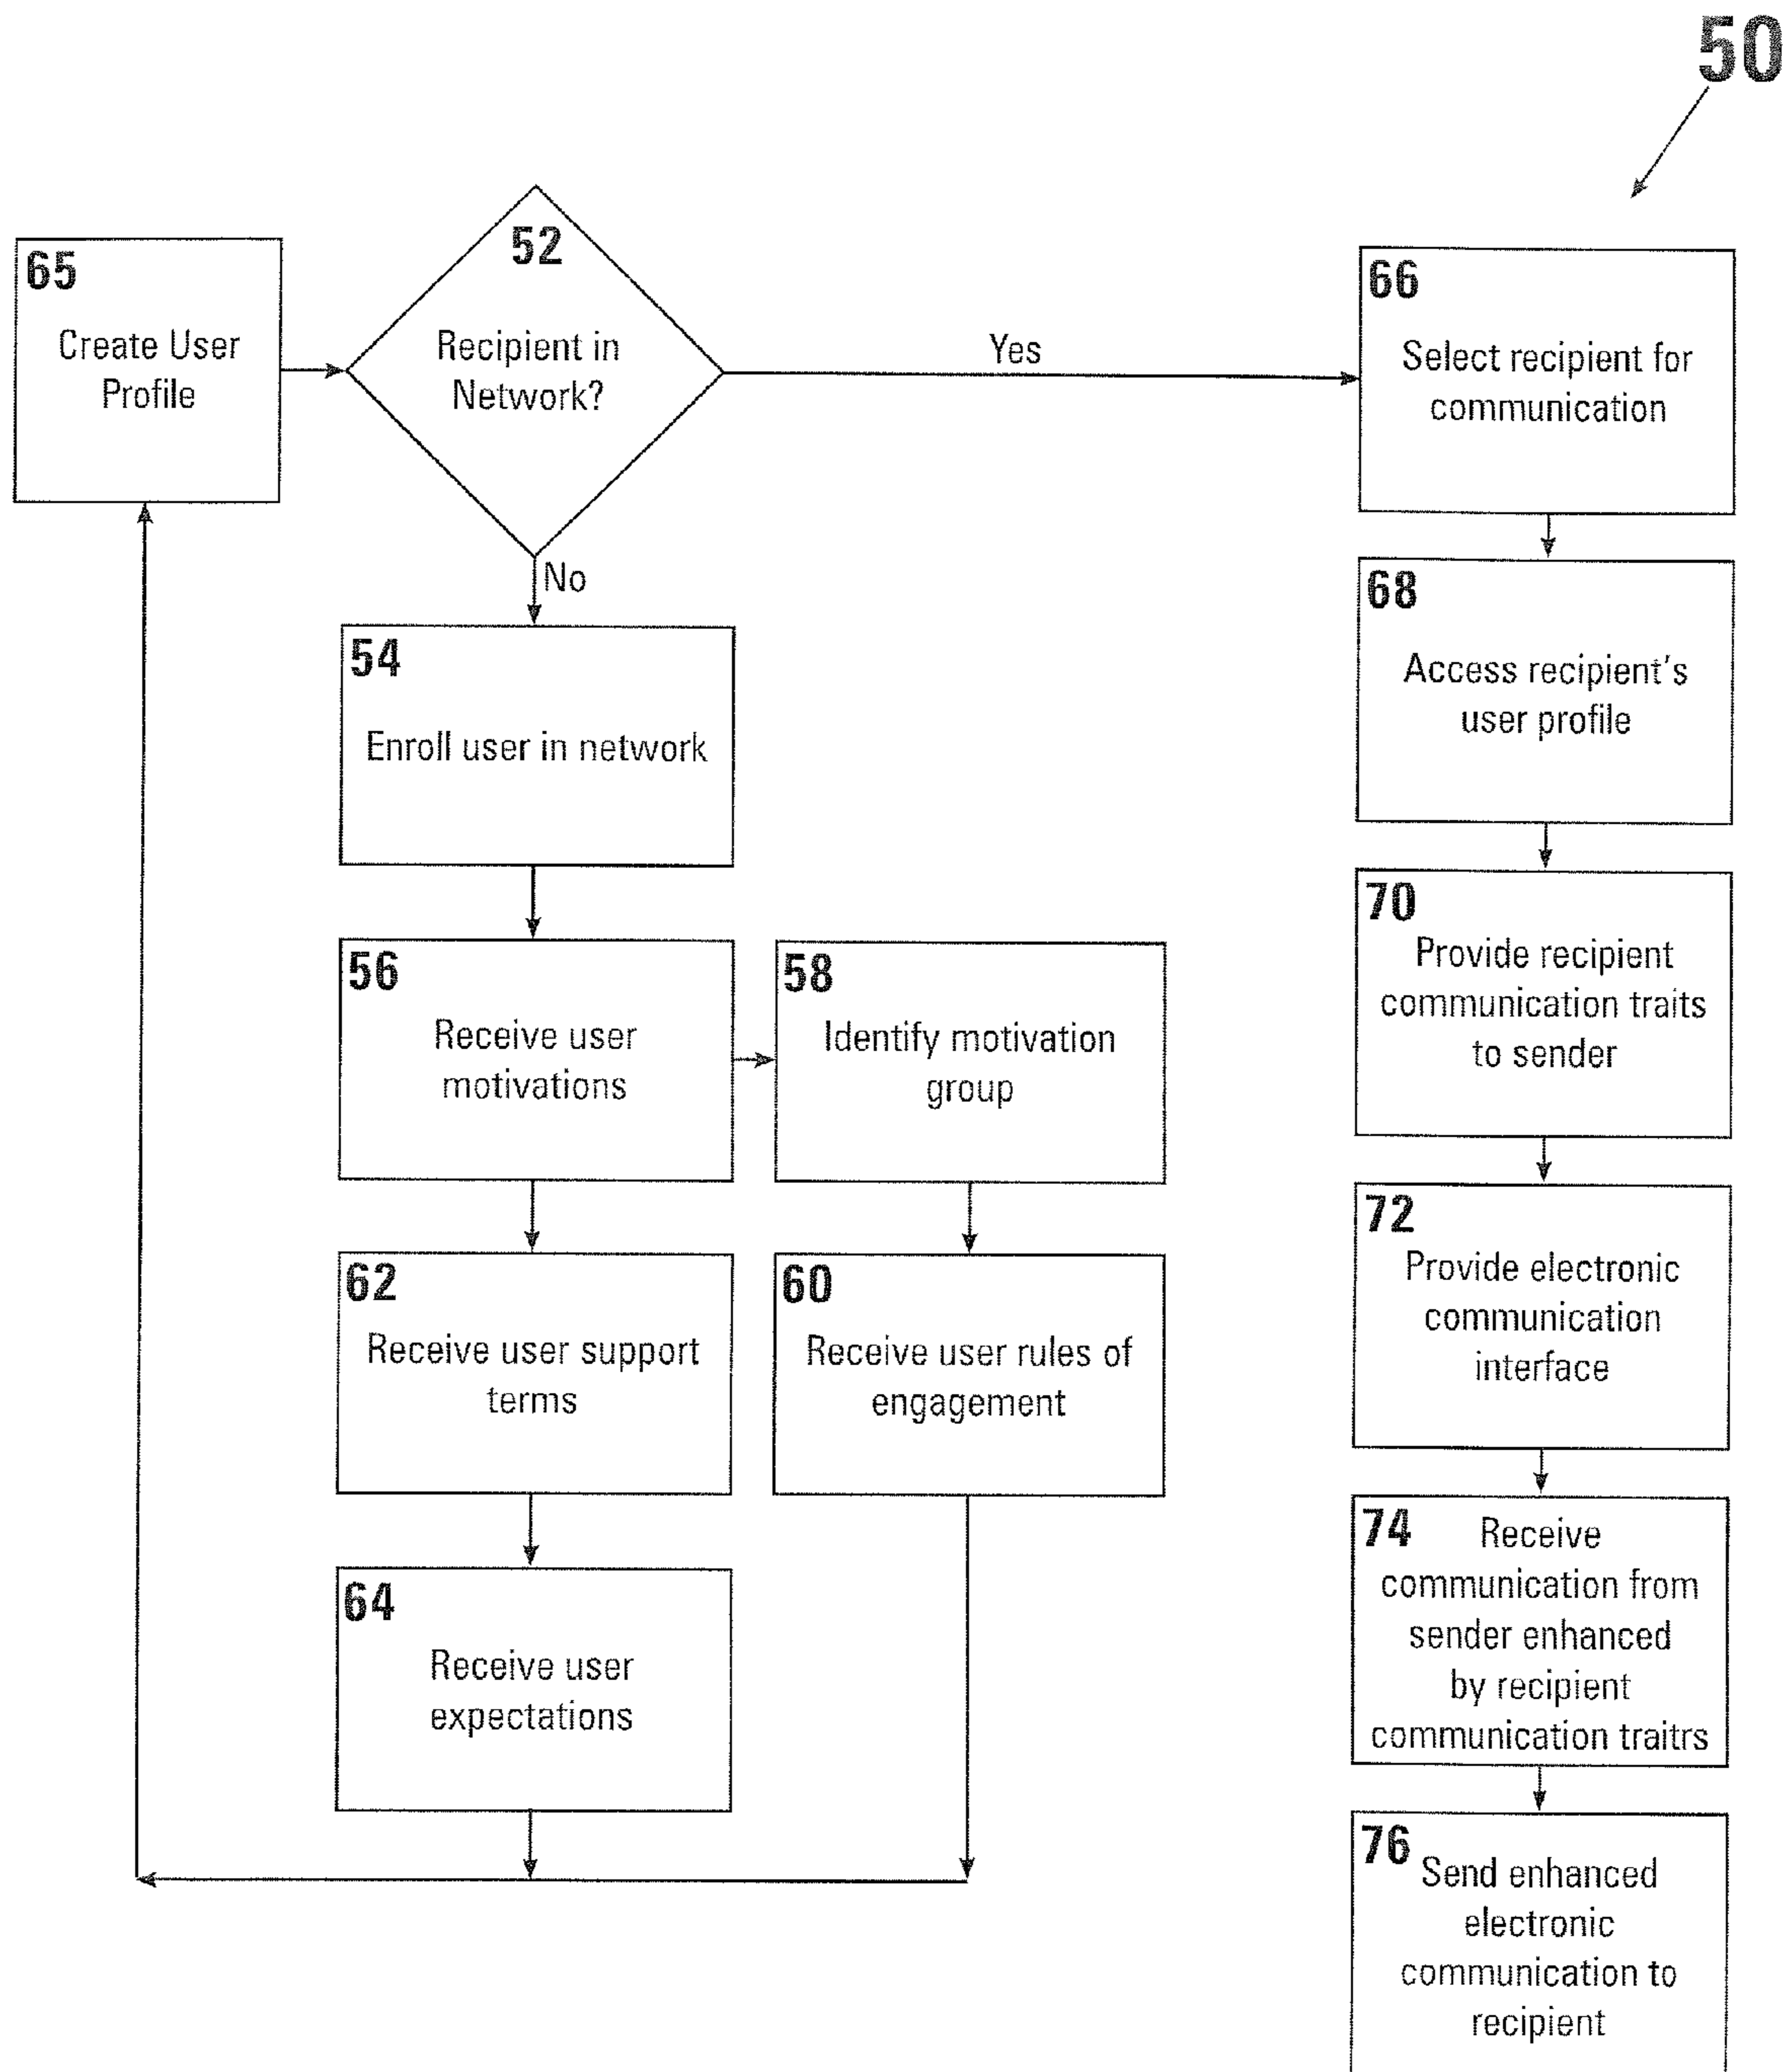 50
65
Create User
Profile
52
Recipient in
Network?
Yes
No
54
Enroll user in network
56
Receive user
motivations
58
Identify motivation
group
62
Receive user support
terms
60
Receive user rules of
engagement
64
Receive user
expectations
66
Select recipient for
communication
68
Access recipient's
user profile
70
Provide recipient
communication traits
to sender
72
Provide electronic
communication
interface
74 Receive
communication from
sender enhanced
by recipient
communication traitrs
76
Send enhanced
electronic
communication to
recipient